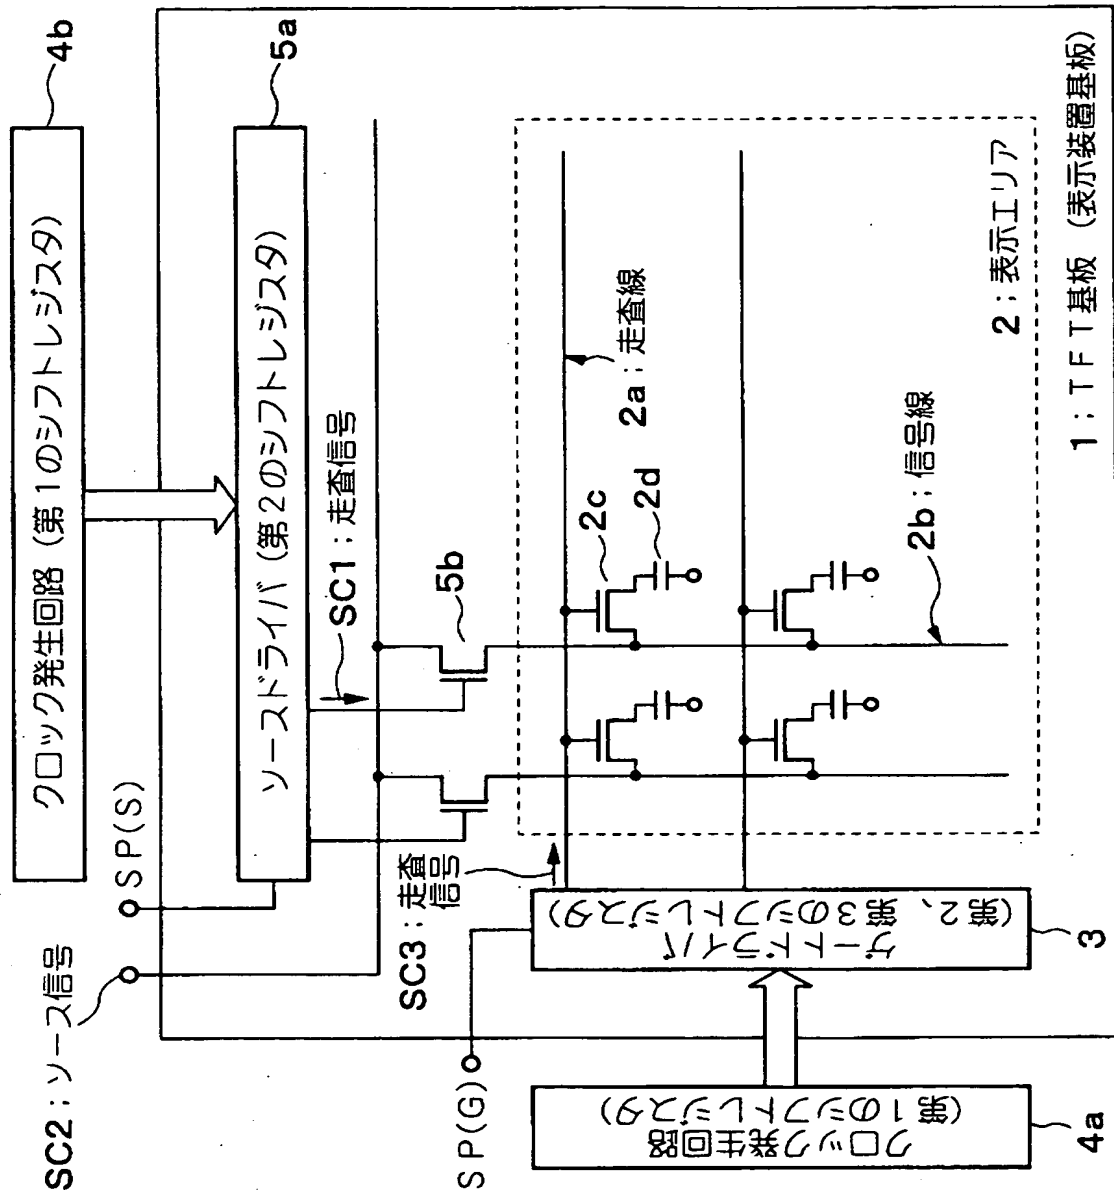 クロック発生回路 (第1のシフトレジスタ)
4b
SP(S)
ソースドライバ (第2のシフトレジスタ)
5a
SC2 : ソース信号
SC1 : 走査信号
5b
SC3 : 走査
信号
2a : 走査線
2c
2d
2b : 信号線
2 : 表示エリア
1 : TFT基板 (表示装置基板)
SP(G)
ゲートドライバ
(第2、第3のシフトレジスタ)
3
クロック発生回路
(第1のシフトレジスタ)
4a